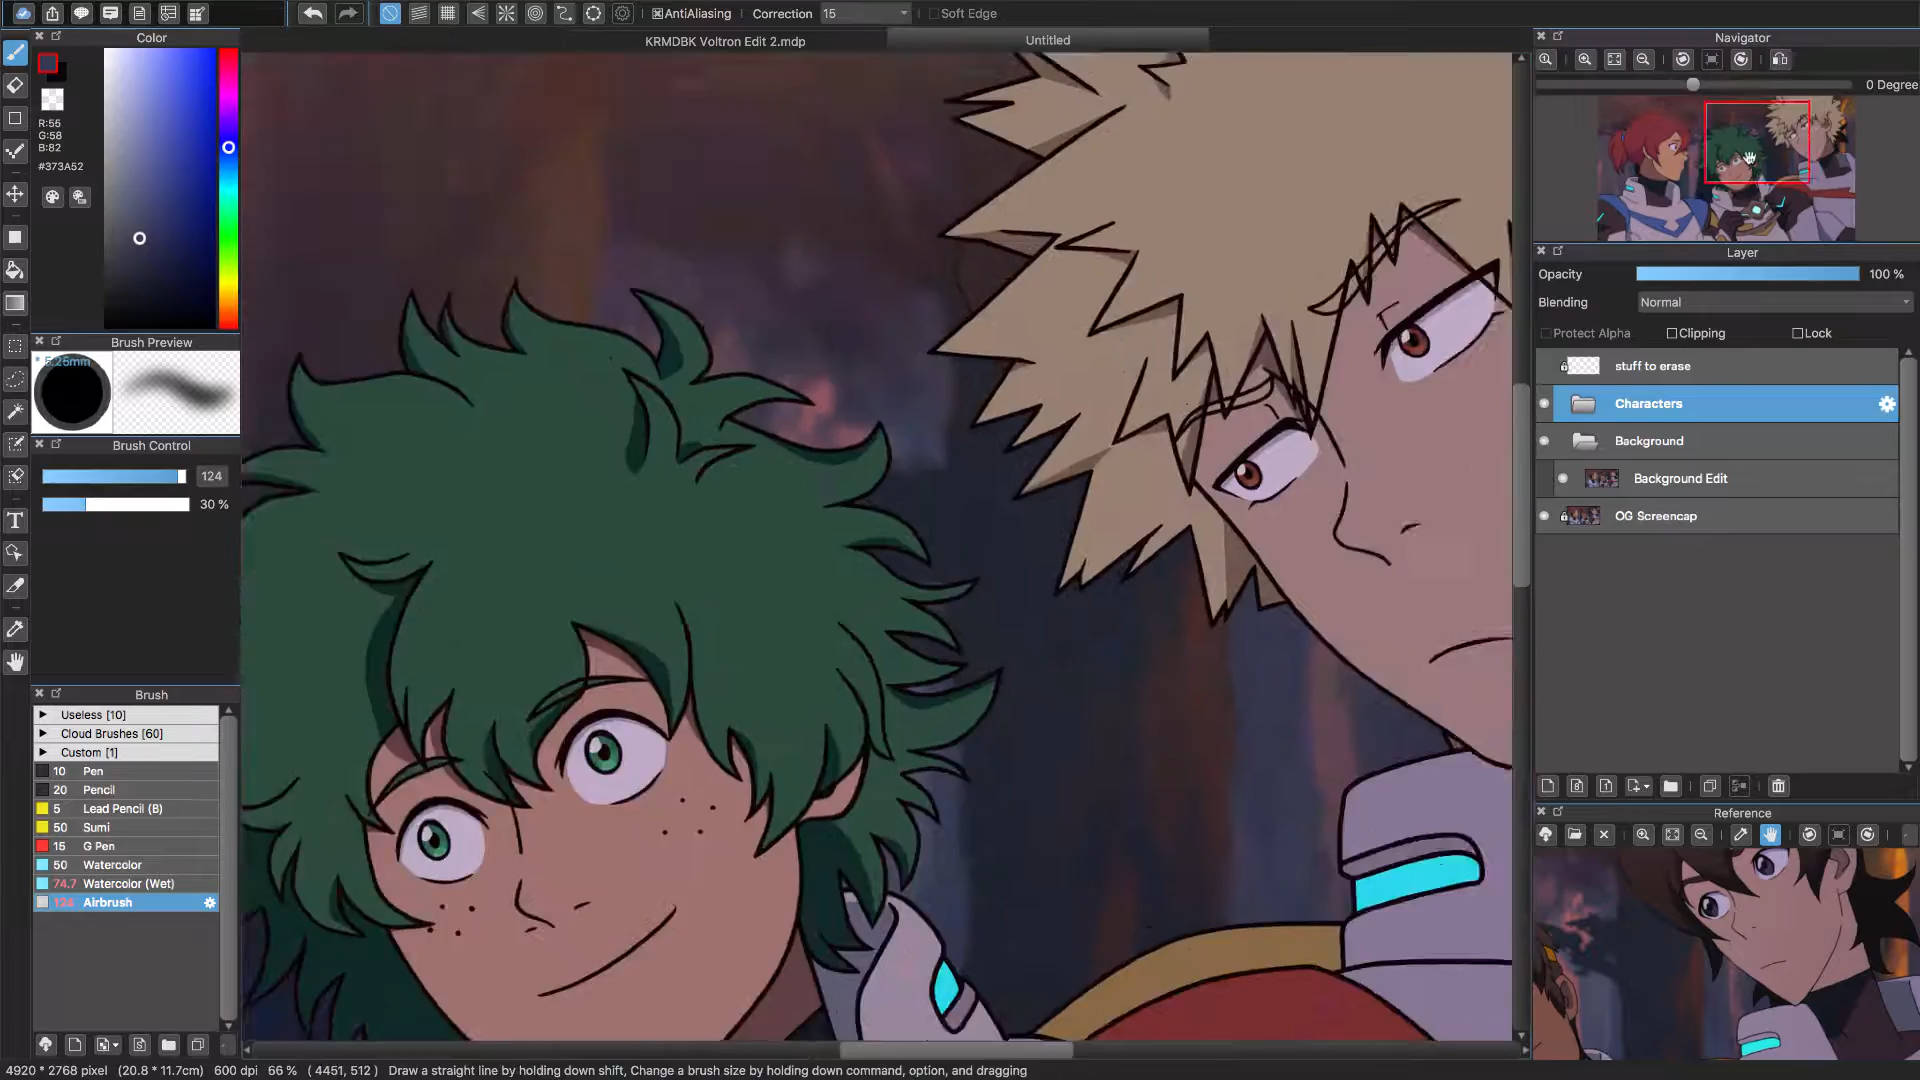 AntiAliasing
Correction
15
Soft Edge
Color
KRMDBK Voltron Edit 2.mdp
Untitled
Navigator
0 Degree
R:55
G:58
B:82
#373A52
Layer
Opacity
100 %
Blending
Normal
Protect Alpha
Clipping
Lock
Brush Preview
* 5.25mm
stuff to erase
Characters
Background
Background Edit
OG Screencap
Brush Control
124
30 %
Brush
Useless [10]
Cloud Brushes [60]
Custom [1]
10 Pen
20 Pencil
5 Lead Pencil (B)
50 Sumi
15 G Pen
50 Watercolor
74.7 Watercolor (Wet)
124 Airbrush
Reference
4920 * 2768 pixel (20.8 * 11.7cm) 600 dpi 66 % ( 4451, 512 ) Draw a straight line by holding down shift, Change a brush size by holding down command, option, and dragging